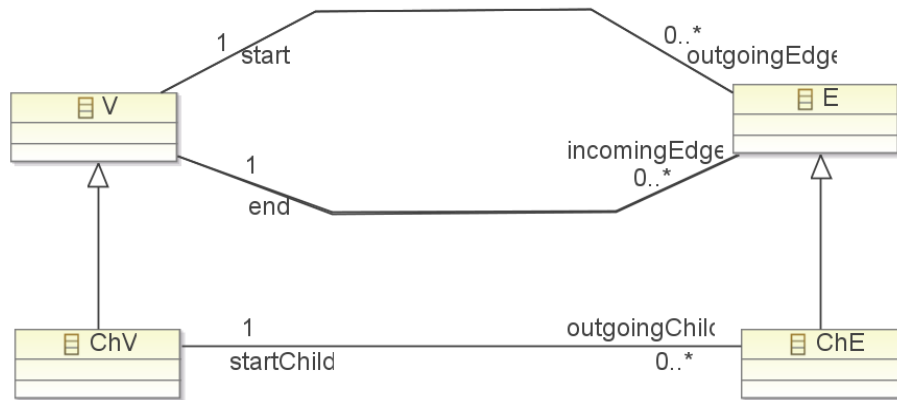 1
start
0..*
outgoingEdge
V
E
1
end
incomingEdge
0..*
ChV
1
startChild
outgoingChild
0..*
ChE